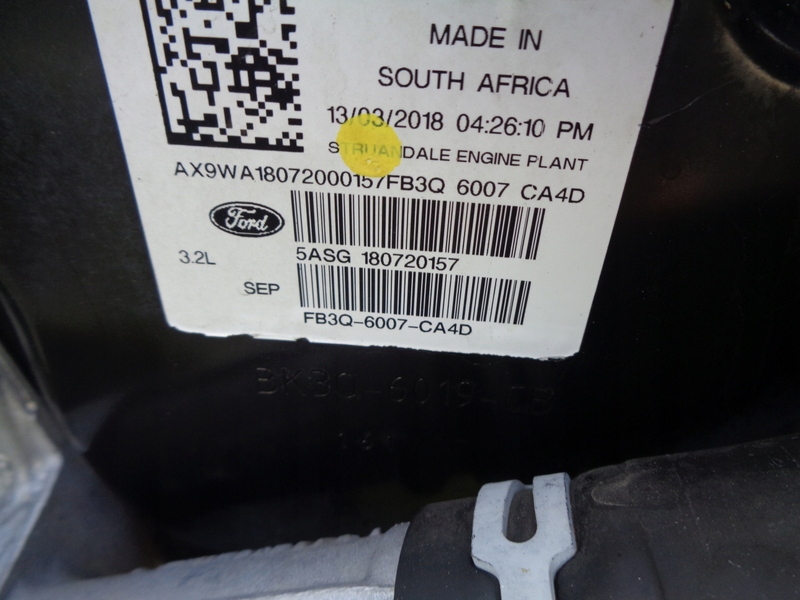 MADE IN
SOUTH AFRICA
13/03/2018 04:26:10 PM
STRUANDALE ENGINE PLANT
AX9WA18072000157FB3Q 6007 CA4D
Ford
3.2L
5ASG 180720157
SEP
FB3Q-6007-CA4D